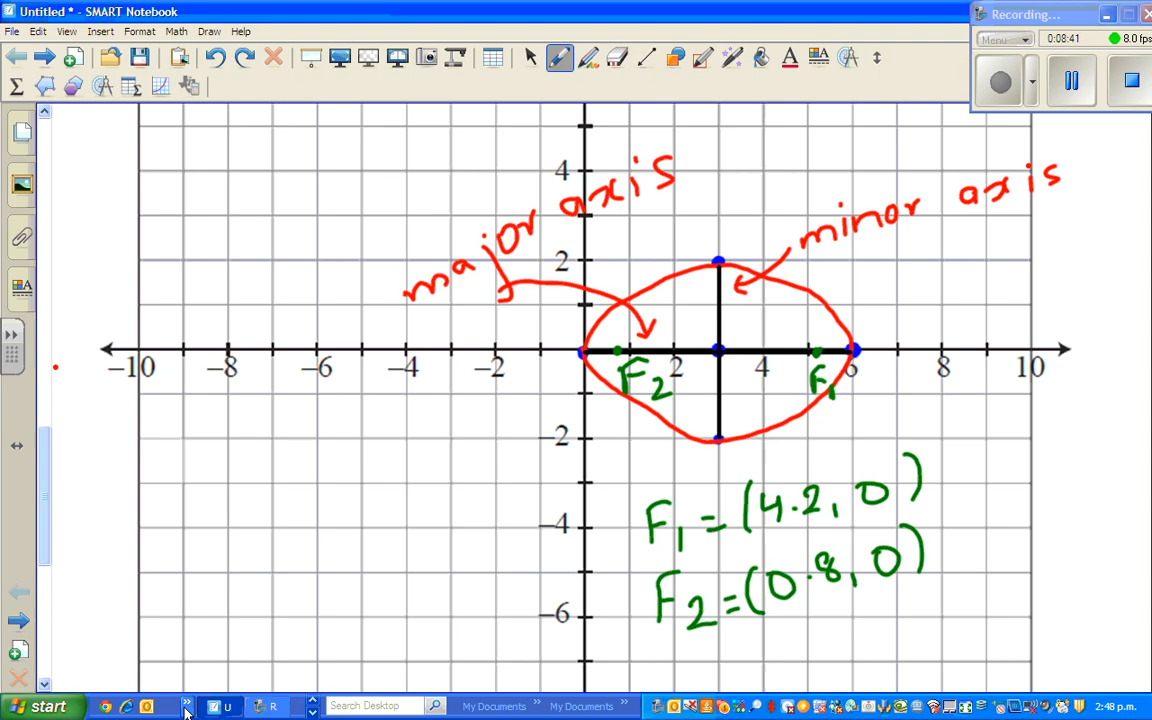 Untitled * - SMART Notebook
Recording...
File Edit View Insert Format Math Draw Help
Menu 0:08:41 8.0 fps
major axis
minor axis
4
2
-10 -8 -6 -4 -2 2 4 6 8 10
F2 F1
-2
-4
-6
F1 = (4.2, 0)
F2 = (0.8, 0)
start U R Search Desktop My Documents My Documents 2:48 p.m.